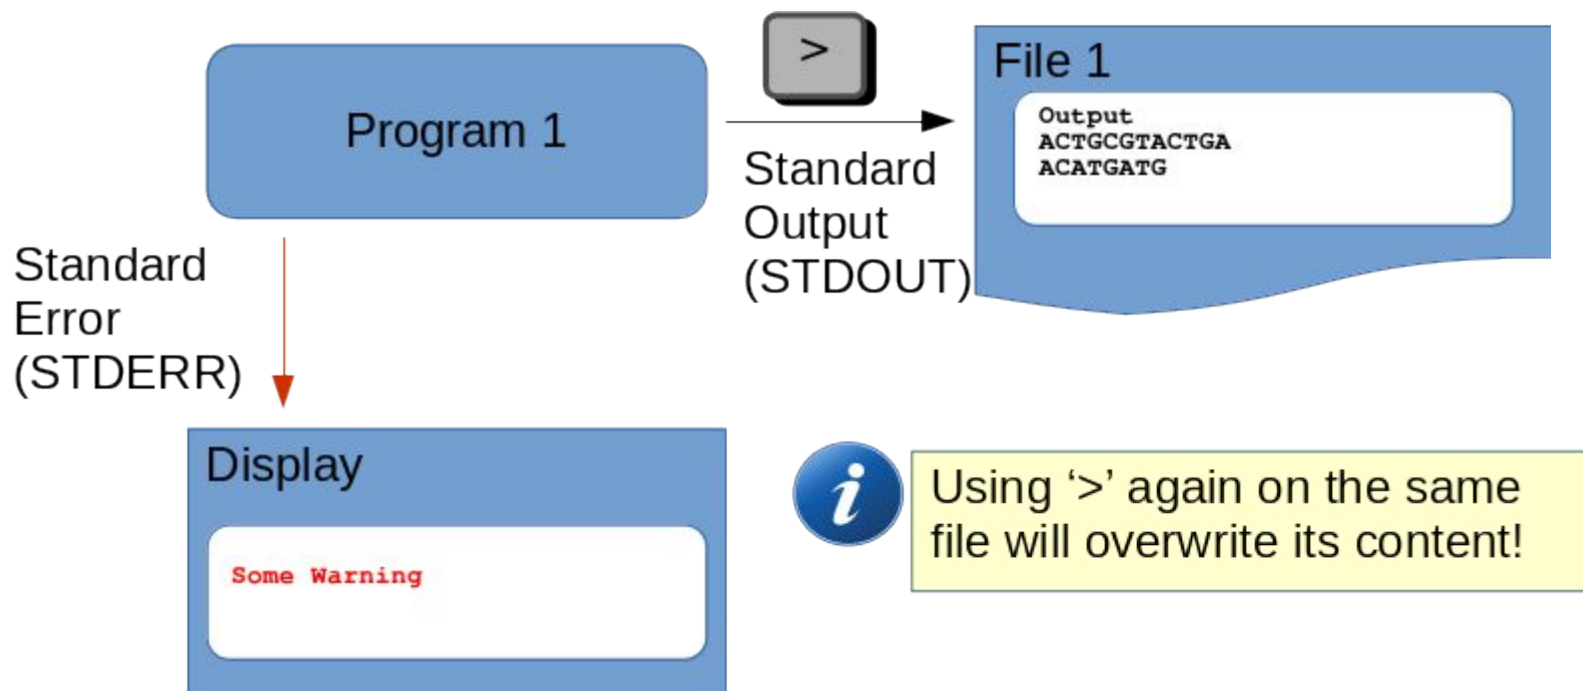 Program 1
>
Standard
Output
(STDOUT)
File 1
Output
ACTGCGTACTGA
ACATGATG
Standard
Error
(STDERR)
Display
Some Warning
i
Using ‘>’ again on the same
file will overwrite its content!